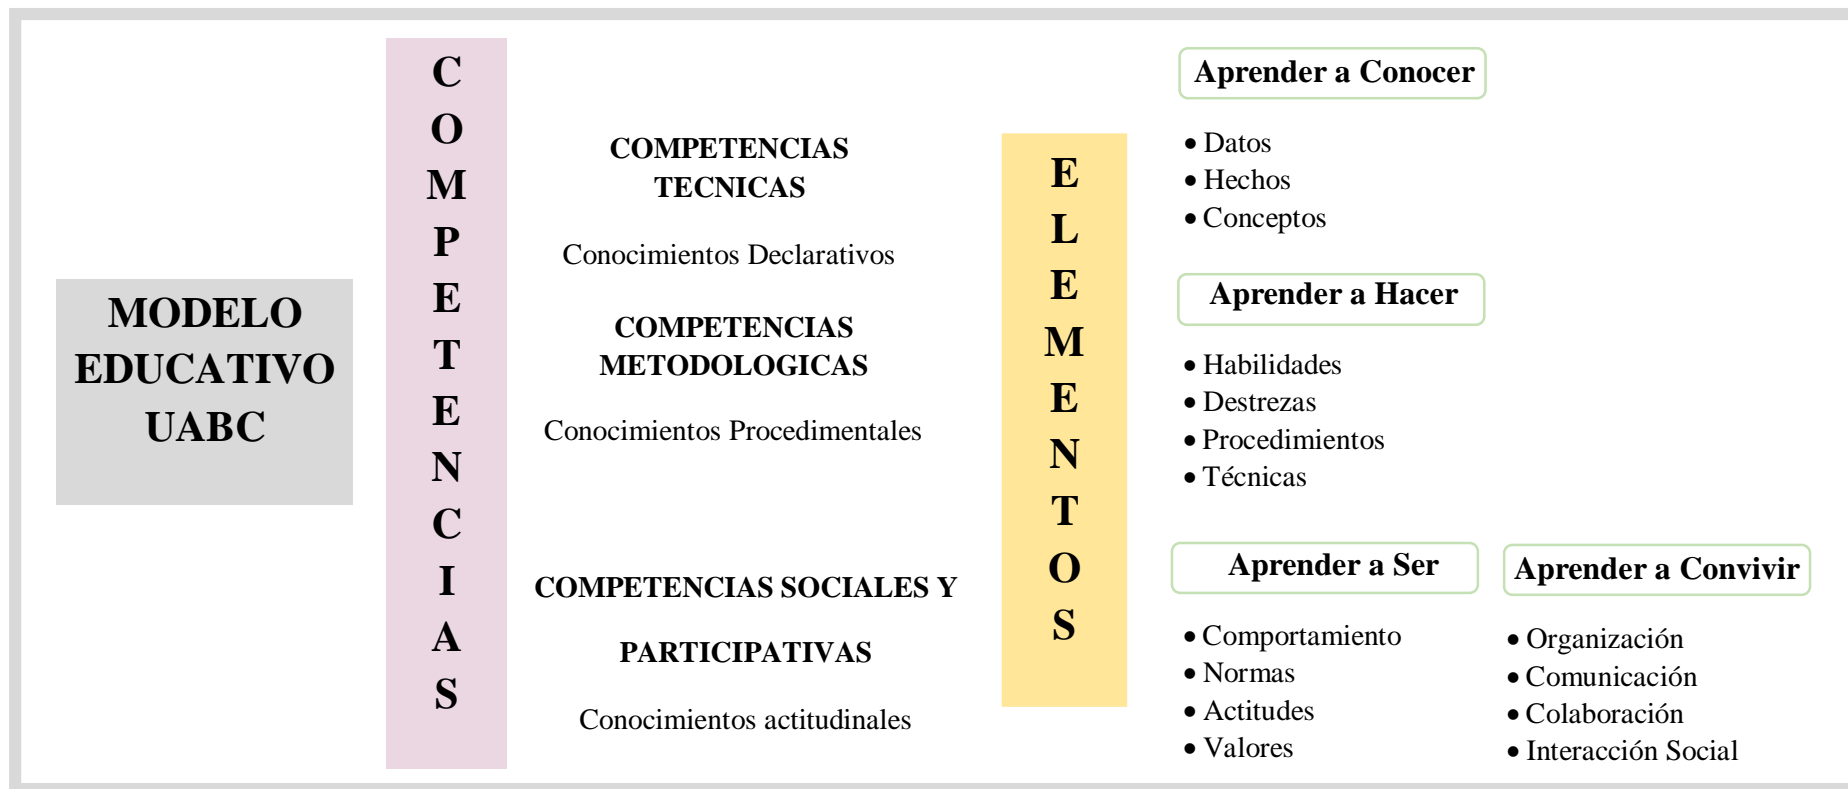 MODELO
EDUCATIVO
UABC
COMPETENCIAS
COMPETENCIAS
TECNICAS
Conocimientos Declarativos
COMPETENCIAS
METODOLOGICAS
Conocimientos Procedimentales
COMPETENCIAS SOCIALES Y
PARTICIPATIVAS
Conocimientos actitudinales
ELEMENTOS
Aprender a Conocer
• Datos
• Hechos
• Conceptos
Aprender a Hacer
• Habilidades
• Destrezas
• Procedimientos
• Técnicas
Aprender a Ser
• Comportamiento
• Normas
• Actitudes
• Valores
Aprender a Convivir
• Organización
• Comunicación
• Colaboración
• Interacción Social